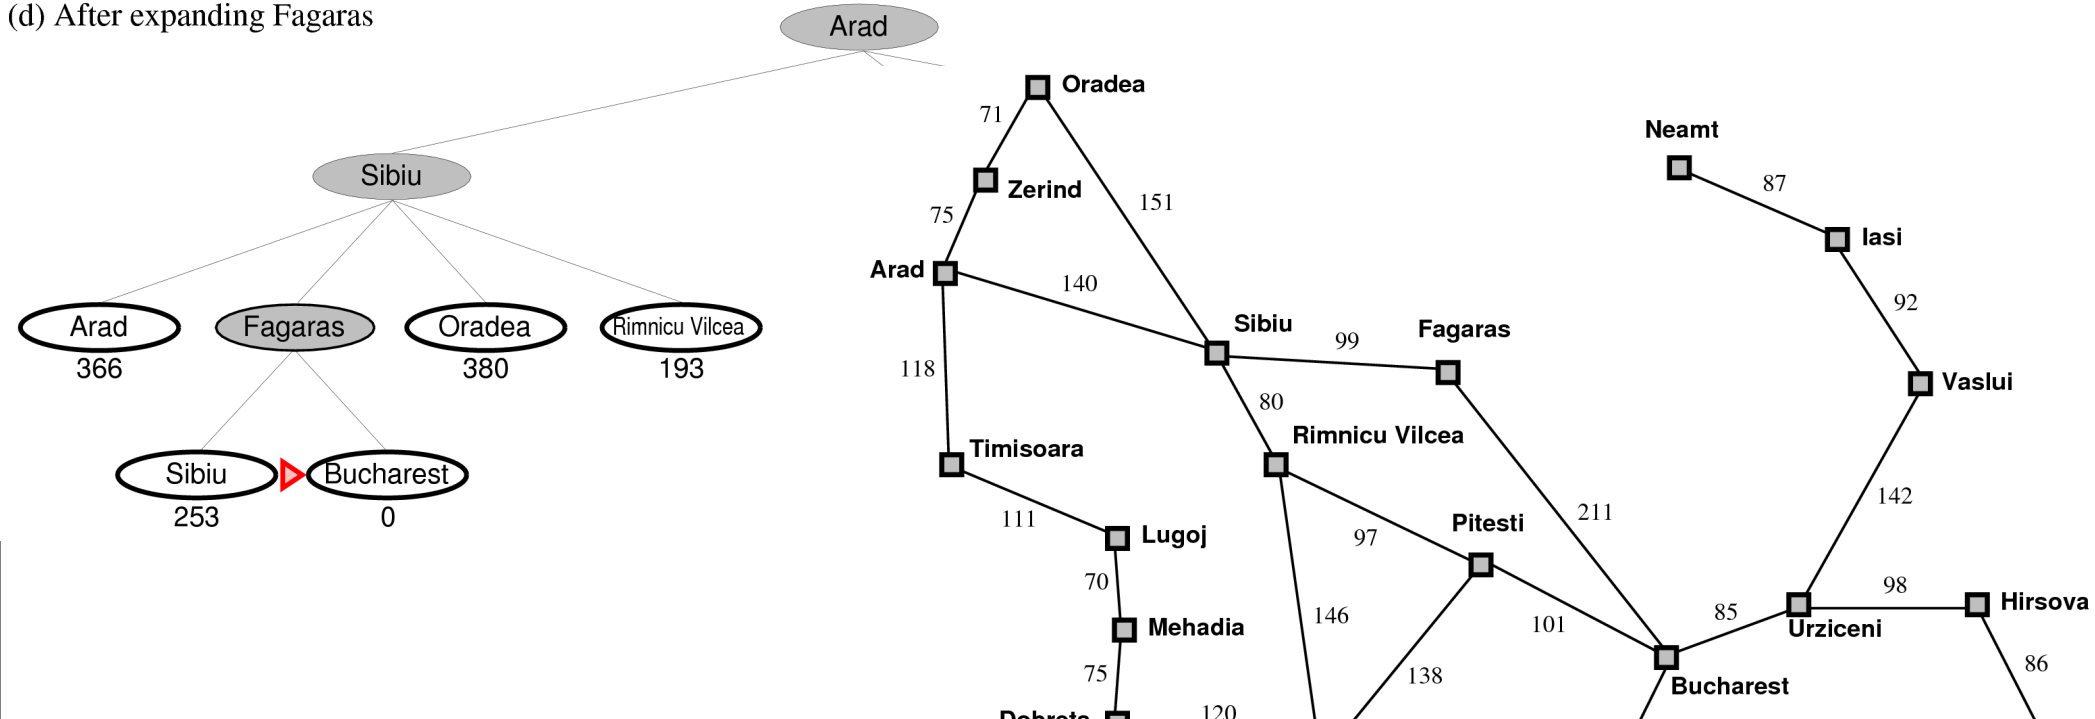 (d) After expanding Fagaras
Arad
Sibiu
Arad
Fagaras
Oradea
Rimnicu Vilcea
366
380
193
Sibiu
Bucharest
253
0
Oradea
71
Neamt
87
Zerind
151
75
Iasi
Arad
140
92
Sibiu
99
Fagaras
118
80
Vaslui
Timisoara
Rimnicu Vilcea
142
111
Lugoj
97
Pitesti
211
70
146
101
85
98
Hirsova
Mehadia
Urziceni
75
138
Bucharest
86
Dobreta
120